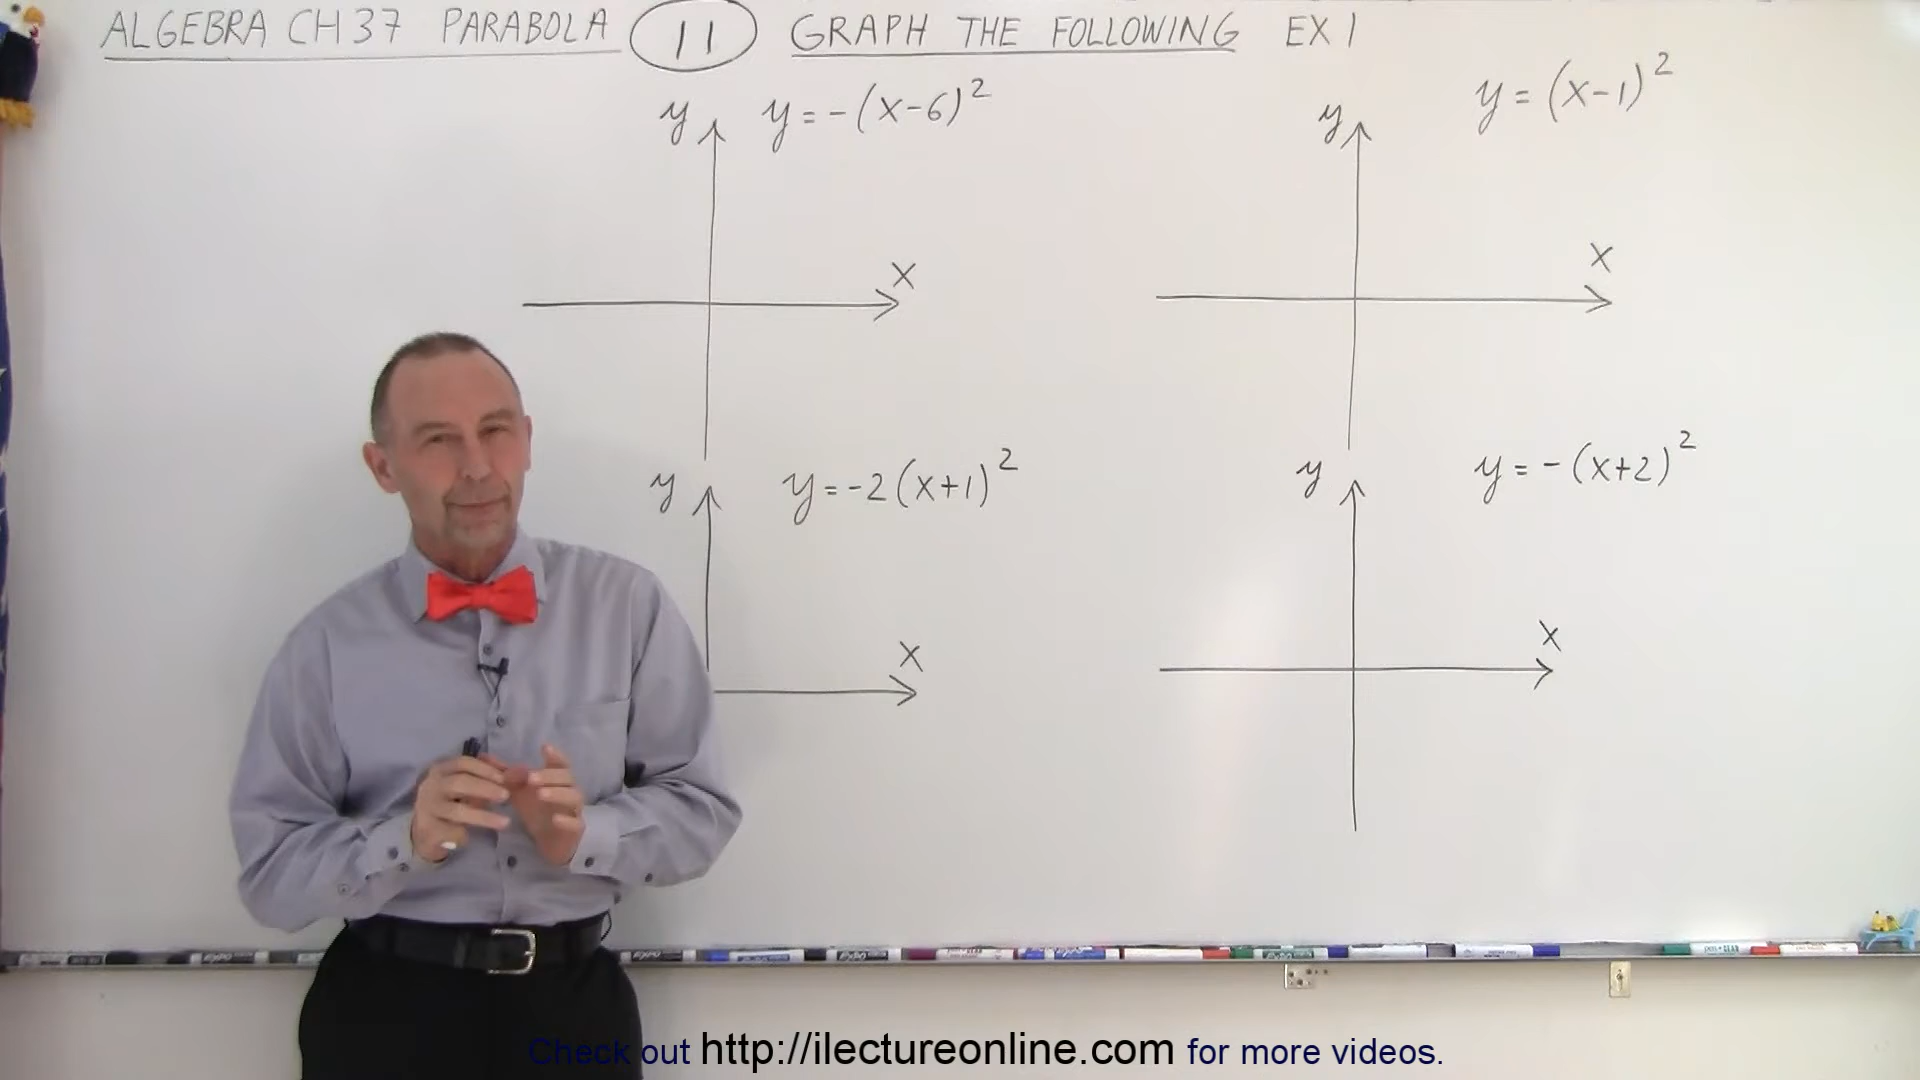 ALGEBRA CH 37 PARABOLA 11 GRAPH THE FOLLOWING EX 1
y y=-(x-6)²
x
y y=(x-1)²
x
y y=-2(x+1)²
x
y y=-(x+2)²
x
Check out http://ilectureonline.com for more videos.